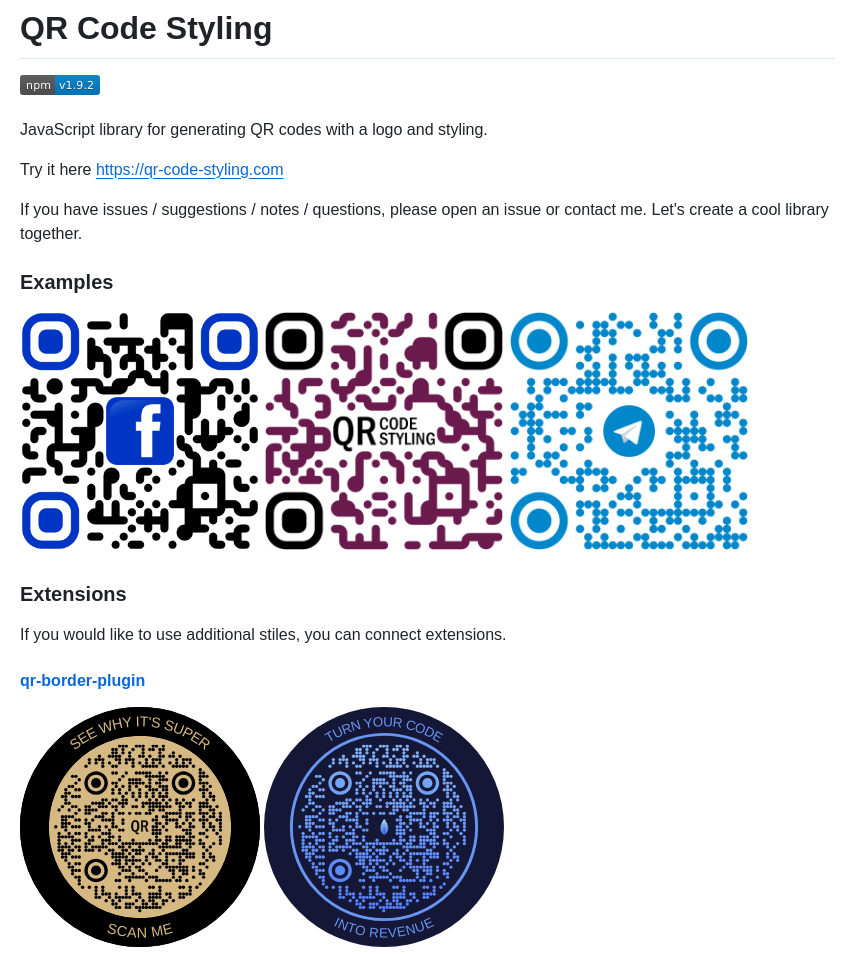 QR Code Styling
npm v1.9.2
JavaScript library for generating QR codes with a logo and styling.
Try it here https://qr-code-styling.com
If you have issues / suggestions / notes / questions, please open an issue or contact me. Let's create a cool library
together.
Examples
f
QR CODE
STYLING
Extensions
If you would like to use additional stiles, you can connect extensions.
qr-border-plugin
SEE WHY IT'S SUPER
QR
SCAN ME
TURN YOUR CODE
INTO REVENUE